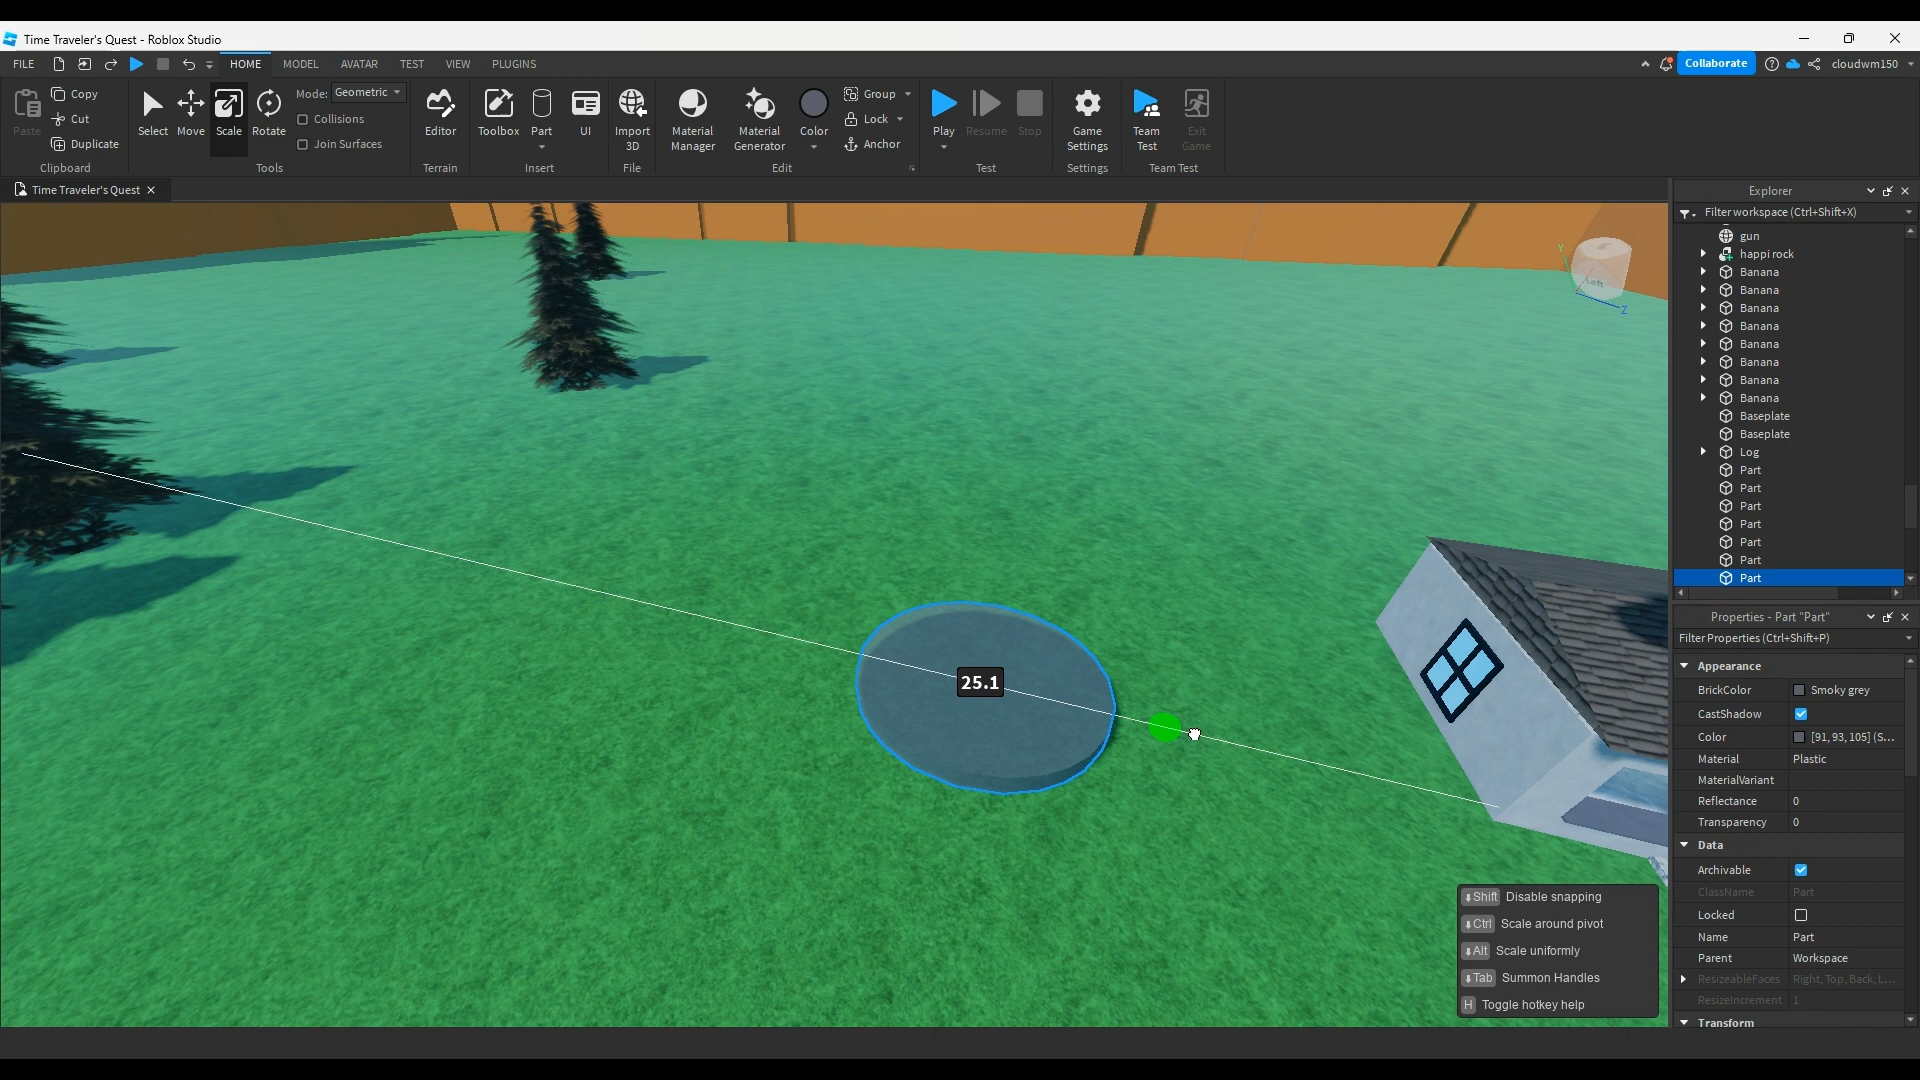 Time Traveler's Quest - Roblox Studio
FILE HOME MODEL AVATAR TEST VIEW PLUGINS Collaborate cloudwm150
Paste
Copy
Cut
Duplicate
Clipboard
Select Move Scale Rotate
Mode: Geometric
Collisions
Join Surfaces
Tools
Editor
Terrain
Toolbox Part UI
Insert
Import
3D
File
Material
Manager
Material
Generator
Color
Group
Lock
Anchor
Edit
Play Resume Stop
Test
Game
Settings
Settings
Team
Test
Exit
Game
Team Test
Time Traveler's Quest
Y
Left
Z
25.1
Shift Disable snapping
Ctrl Scale around pivot
Alt Scale uniformly
Tab Summon Handles
H Toggle hotkey help
Explorer
Filter workspace (Ctrl+Shift+X)
gun
happi rock
Banana
Banana
Banana
Banana
Banana
Banana
Banana
Banana
Baseplate
Baseplate
Log
Part
Part
Part
Part
Part
Part
Part
Properties - Part "Part"
Filter Properties (Ctrl+Shift+P)
Appearance
BrickColor Smoky grey
CastShadow
Color [91, 93, 105] (S...
Material Plastic
MaterialVariant
Reflectance 0
Transparency 0
Data
Archivable
ClassName Part
Locked
Name Part
Parent Workspace
ResizeableFaces Right, Top, Back, L...
ResizeIncrement 1
Transform